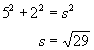 5² + 2² = s²
s = √29